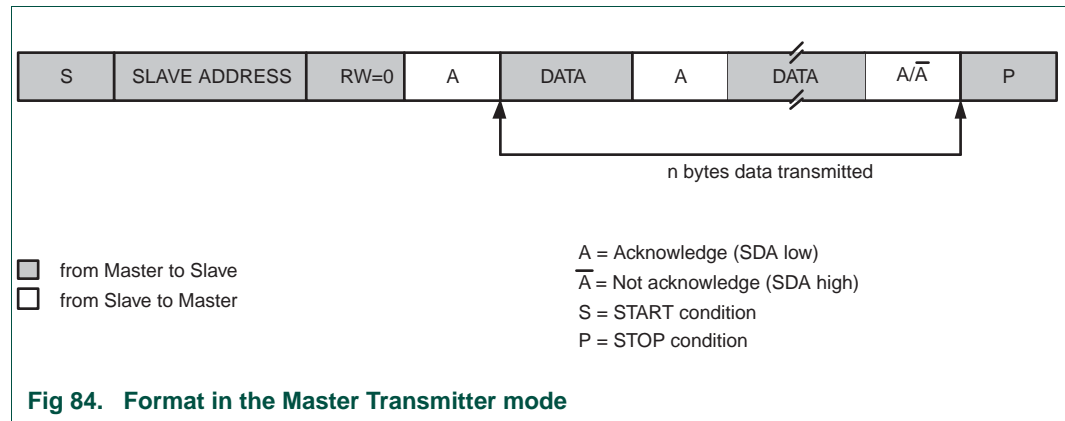 S SLAVE ADDRESS RW=0 A DATA A DATA A/A̅ P
n bytes data transmitted
from Master to Slave
from Slave to Master
A = Acknowledge (SDA low)
A̅ = Not acknowledge (SDA high)
S = START condition
P = STOP condition
Fig 84. Format in the Master Transmitter mode